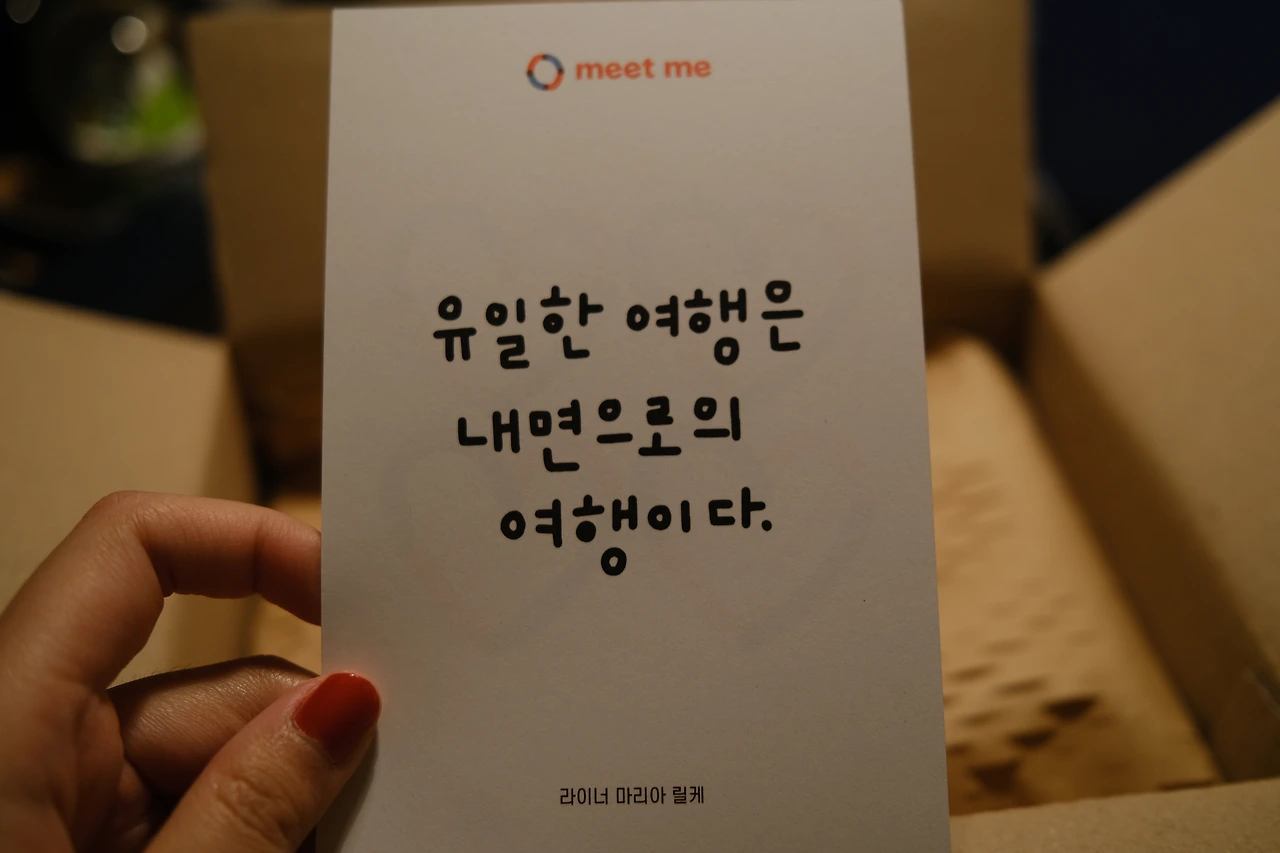 meet me
유일한 여행은
내면으로의
여행이다.
라이너 마리아 릴케